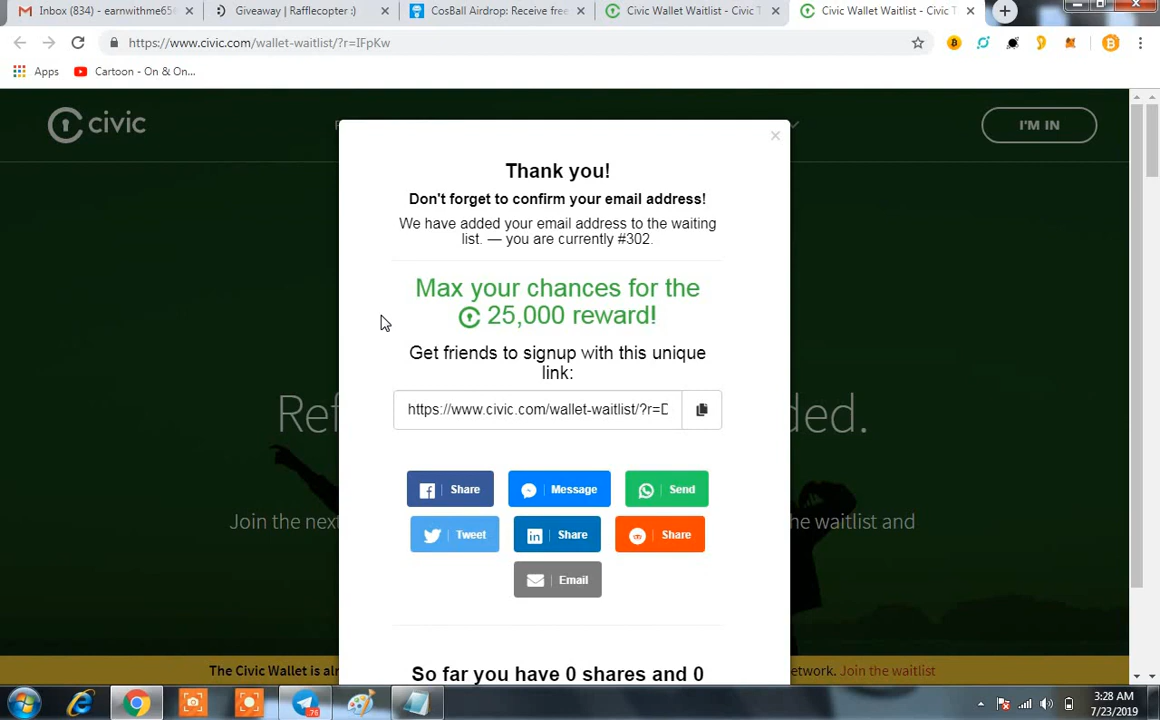 Inbox (834) - earnwithme65
Giveaway | Rafflecopter :)
CosBall Airdrop: Receive free
Civic Wallet Waitlist - Civic T
Civic Wallet Waitlist - Civic T
https://www.civic.com/wallet-waitlist/?r=IFpKw
Apps
Cartoon - On & On...
civic
I'M IN
Thank you!
Don't forget to confirm your email address!
We have added your email address to the waiting
list. — you are currently #302.
Max your chances for the
25,000 reward!
Get friends to signup with this unique
link:
https://www.civic.com/wallet-waitlist/?r=D
Ref
ded.
Share
Message
Send
Join the next
he waitlist and
Tweet
Share
Share
Email
The Civic Wallet is al
network. Join the waitlist
So far you have 0 shares and 0
76
3:28 AM
7/23/2019